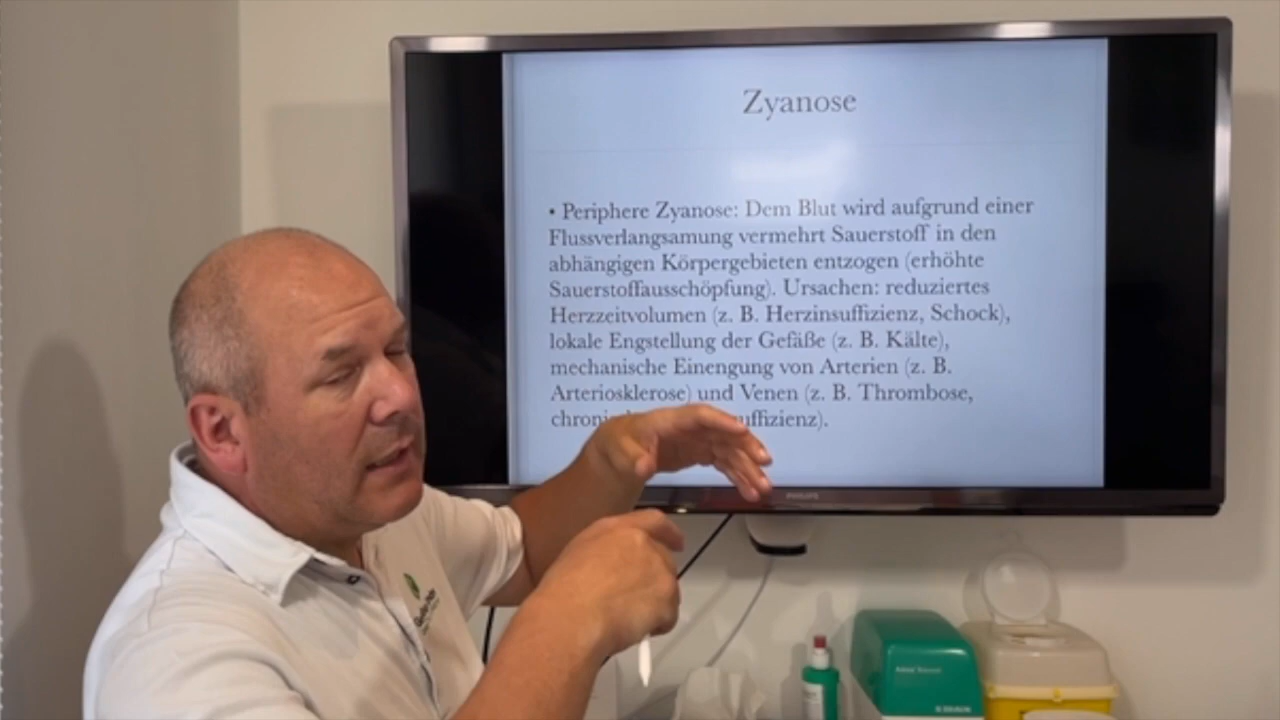 Zyanose
• Periphere Zyanose: Dem Blut wird aufgrund einer
Flussverlangsamung vermehrt Sauerstoff in den
abhängigen Körpergebieten entzogen (erhöhte
Sauerstoffausschöpfung). Ursachen: reduziertes
Herzzeitvolumen (z. B. Herzinsuffizienz, Schock),
lokale Engstellung der Gefäße (z. B. Kälte),
mechanische Einengung von Arterien (z. B.
Arteriosklerose) und Venen (z. B. Thrombose,
PHILIPS
B BRAUN